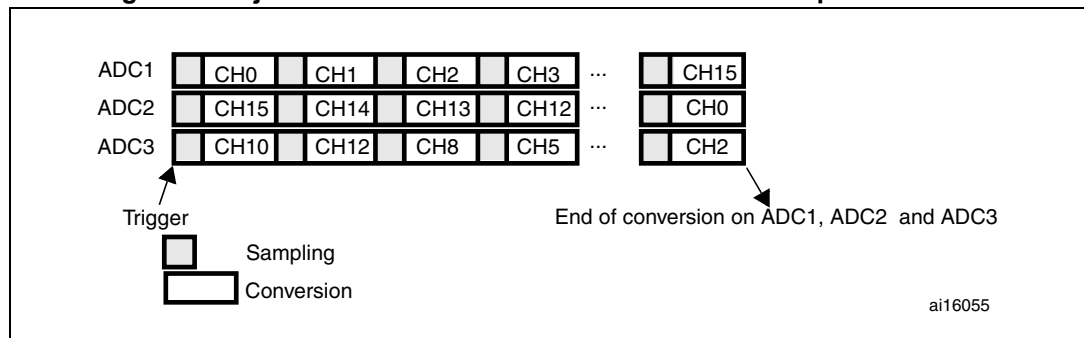 ADC1 CH0 CH1 CH2 CH3 ... CH15
ADC2 CH15 CH14 CH13 CH12 ... CH0
ADC3 CH10 CH12 CH8 CH5 ... CH2
Trigger
End of conversion on ADC1, ADC2 and ADC3
Sampling
Conversion
ai16055